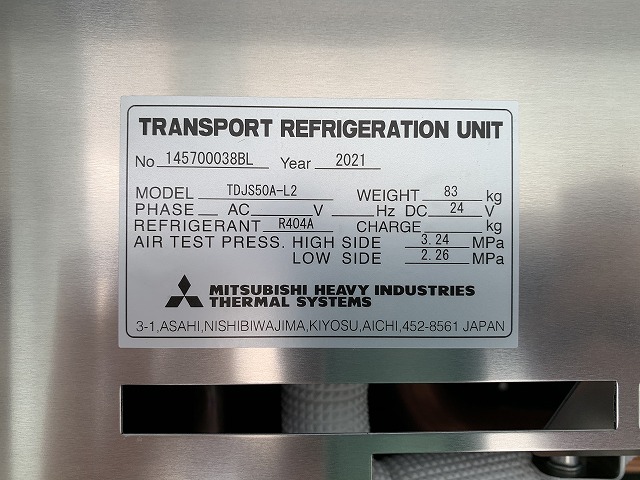 TRANSPORT REFRIGERATION UNIT
No 145700038BL Year 2021
MODEL TDJS50A-L2 WEIGHT 83 kg
PHASE AC V Hz DC 24 V
REFRIGERANT R404A CHARGE kg
AIR TEST PRESS. HIGH SIDE 3.24 MPa
LOW SIDE 2.26 MPa
MITSUBISHI HEAVY INDUSTRIES
THERMAL SYSTEMS
3-1,ASAHI,NISHIBIWAJIMA,KIYOSU,AICHI,452-8561 JAPAN